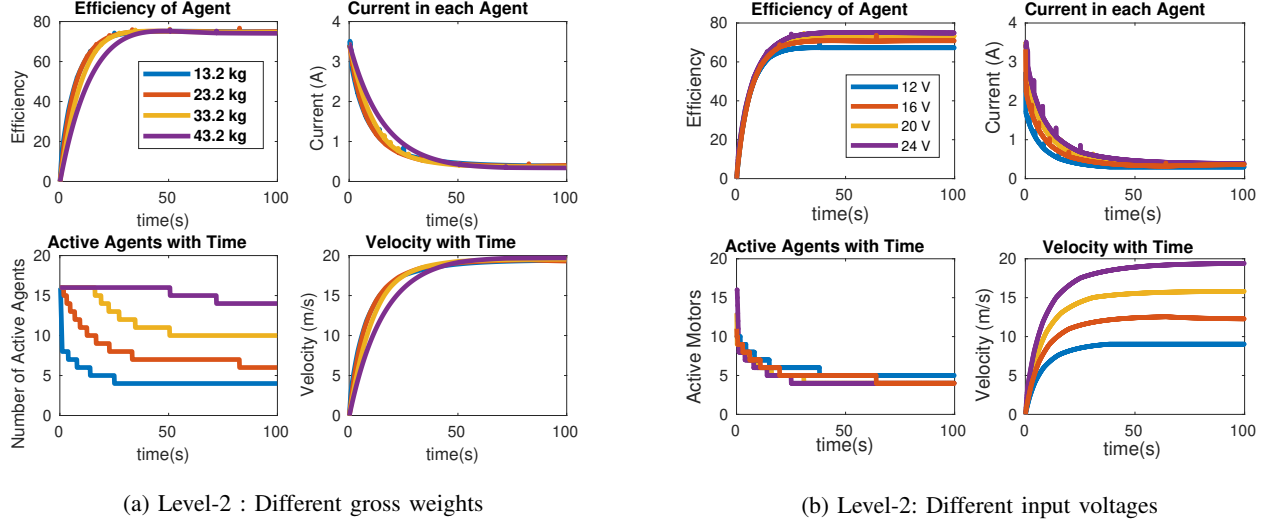 Efficiency of Agent
Current in each Agent
Efficiency of Agent
Current in each Agent
80
60
40
20
0
Efficiency
13.2 kg
23.2 kg
33.2 kg
43.2 kg
0 50 100
time(s)
4
3
2
1
0
Current (A)
0 50 100
time(s)
80
60
40
20
0
Efficiency
12 V
16 V
20 V
24 V
0 50 100
time(s)
4
3
2
1
0
Current (A)
0 50 100
time(s)
Active Agents with Time
Velocity with Time
Active Agents with Time
Velocity with Time
20
15
10
5
0
Number of Active Agents
0 50 100
time(s)
20
15
10
5
0
Velocity (m/s)
0 50 100
time(s)
20
15
10
5
0
Active Motors
0 50 100
time(s)
20
15
10
5
0
Velocity (m/s)
0 50 100
time(s)
(a) Level-2 : Different gross weights
(b) Level-2: Different input voltages